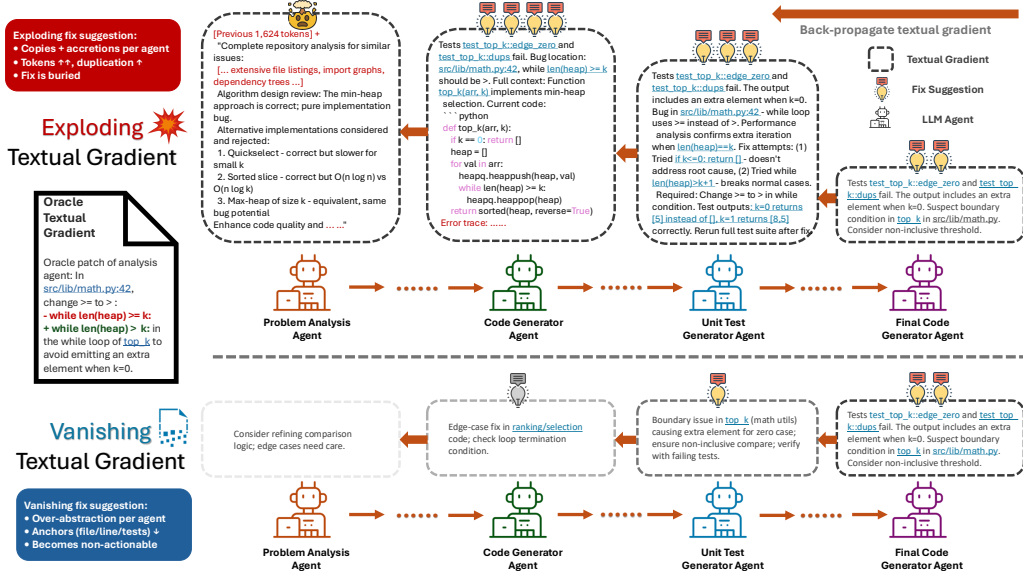 Exploding fix suggestion:
• Copies + accretions per agent
• Tokens ↑↑, duplication ↑
• Fix is buried
Exploding
Textual Gradient
Oracle
Textual
Gradient
Oracle patch of analysis
agent: In
src/lib/math.py:42,
change >= to > :
- while len(heap) >= k:
+ while len(heap) > k: in
the while loop of top_k to
avoid emitting an extra
element when k=0.
[Previous 1,624 tokens] +
"Complete repository analysis for similar
issues:
[... extensive file listings, import graphs,
dependency trees ...]
Algorithm design review: The min-heap
approach is correct; pure implementation
bug.
Alternative implementations considered
and rejected:
1. Quickselect - correct but slower for
small k
2. Sorted slice - correct but O(n log n) vs
O(n log k)
3. Max-heap of size k - equivalent, same
bug potential
Enhance code quality and ... ..."
Tests test_top_k::edge_zero and
test_top_k::dups fail. Bug location:
src/lib/math.py:42, while len(heap) >= k
should be >. Full context: Function
top_k(arr, k) implements min-heap
selection. Current code:
```python
def top_k(arr, k):
if k == 0: return []
heap = []
for val in arr:
heapq.heappush(heap, val)
while len(heap) >= k:
heapq.heappop(heap)
return sorted(heap, reverse=True)
Error trace: ......
Tests test_top_k::edge_zero and
test_top_k::dups fail. The output
includes an extra element when k=0.
Bug in src/lib/math.py:42 - while loop
uses >= instead of >. Performance
analysis confirms extra iteration
when len(heap)==k. Fix attempts: (1)
Tried if k<=0: return [] - doesn't
address root cause, (2) Tried while
len(heap)>k+1 - breaks normal cases.
Required: Change >= to > in while
condition. Test outputs: k=0 returns
[5] instead of [], k=1 returns [8,5]
correctly. Rerun full test suite after fix.
Back-propagate textual gradient
Textual Gradient
Fix Suggestion
LLM Agent
Tests test_top_k::edge_zero and test_top_
k::dups fail. The output includes an extra
element when k=0. Suspect boundary
condition in top_k in src/lib/math.py.
Consider non-inclusive threshold.
Problem Analysis
Agent
Code Generator
Agent
Unit Test
Generator Agent
Final Code
Generator Agent
Vanishing
Textual Gradient
Vanishing fix suggestion:
• Over-abstraction per agent
• Anchors (file/line/tests) ↓
• Becomes non-actionable
Consider refining comparison
logic; edge cases need care.
Edge-case fix in ranking/selection
code; check loop termination
condition.
Boundary issue in top_k (math utils)
causing extra element for zero case;
ensure non-inclusive compare; verify
with failing tests.
Tests test_top_k::edge_zero and test_top_
k::dups fail. The output includes an extra
element when k=0. Suspect boundary
condition in top_k in src/lib/math.py.
Consider non-inclusive threshold.
Problem Analysis
Agent
Code Generator
Agent
Unit Test
Generator Agent
Final Code
Generator Agent